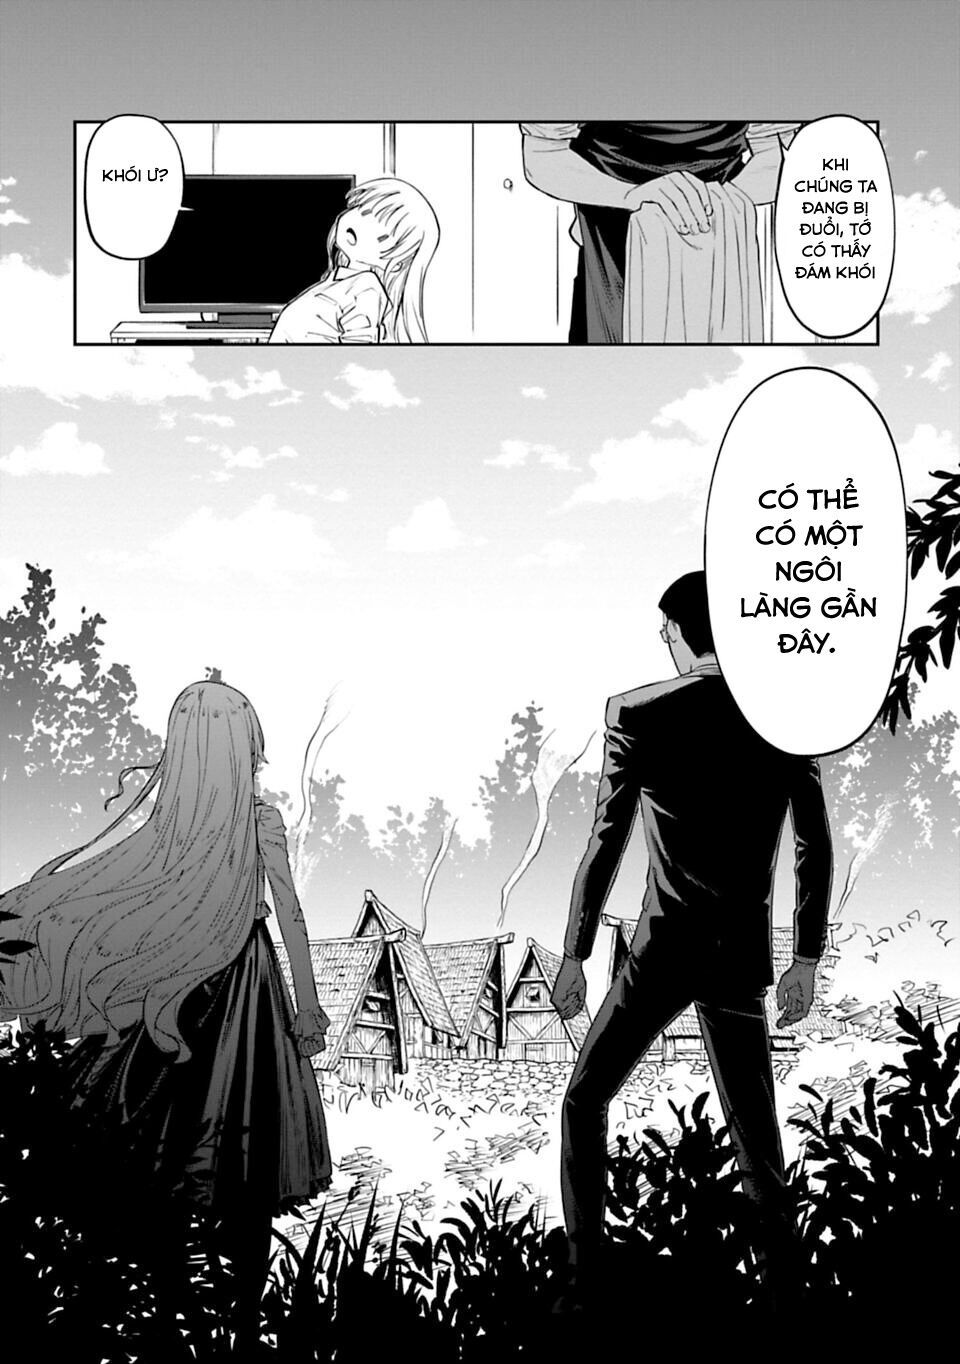 KHI
CHÚNG TA
ĐANG BỊ
ĐUỔI, TỚ
CÓ THẤY
ĐÁM KHÓI
KHÓI Ư?
CÓ THỂ
CÓ MỘT
NGÔI
LÀNG GẦN
ĐÂY.